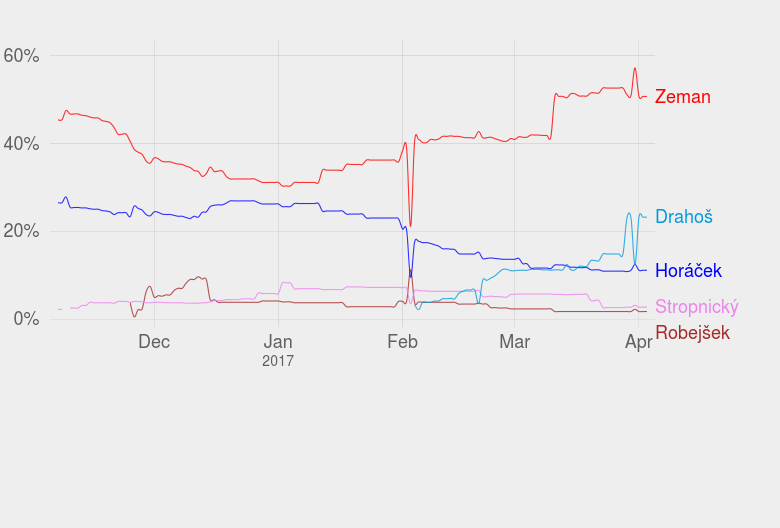 60%
Zeman
40%
Drahoš
20%
Horáček
Stropnický
0%
Robejšek
Dec Jan Feb Mar Apr
2017